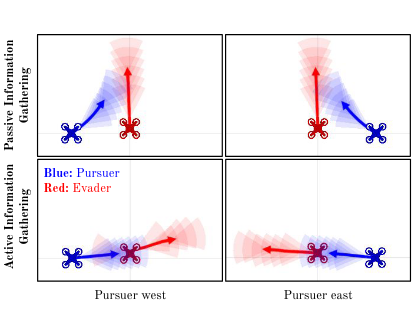 Passive Information
Gathering
Active Information
Gathering
Blue: Pursuer
Red: Evader
Pursuer west
Pursuer east